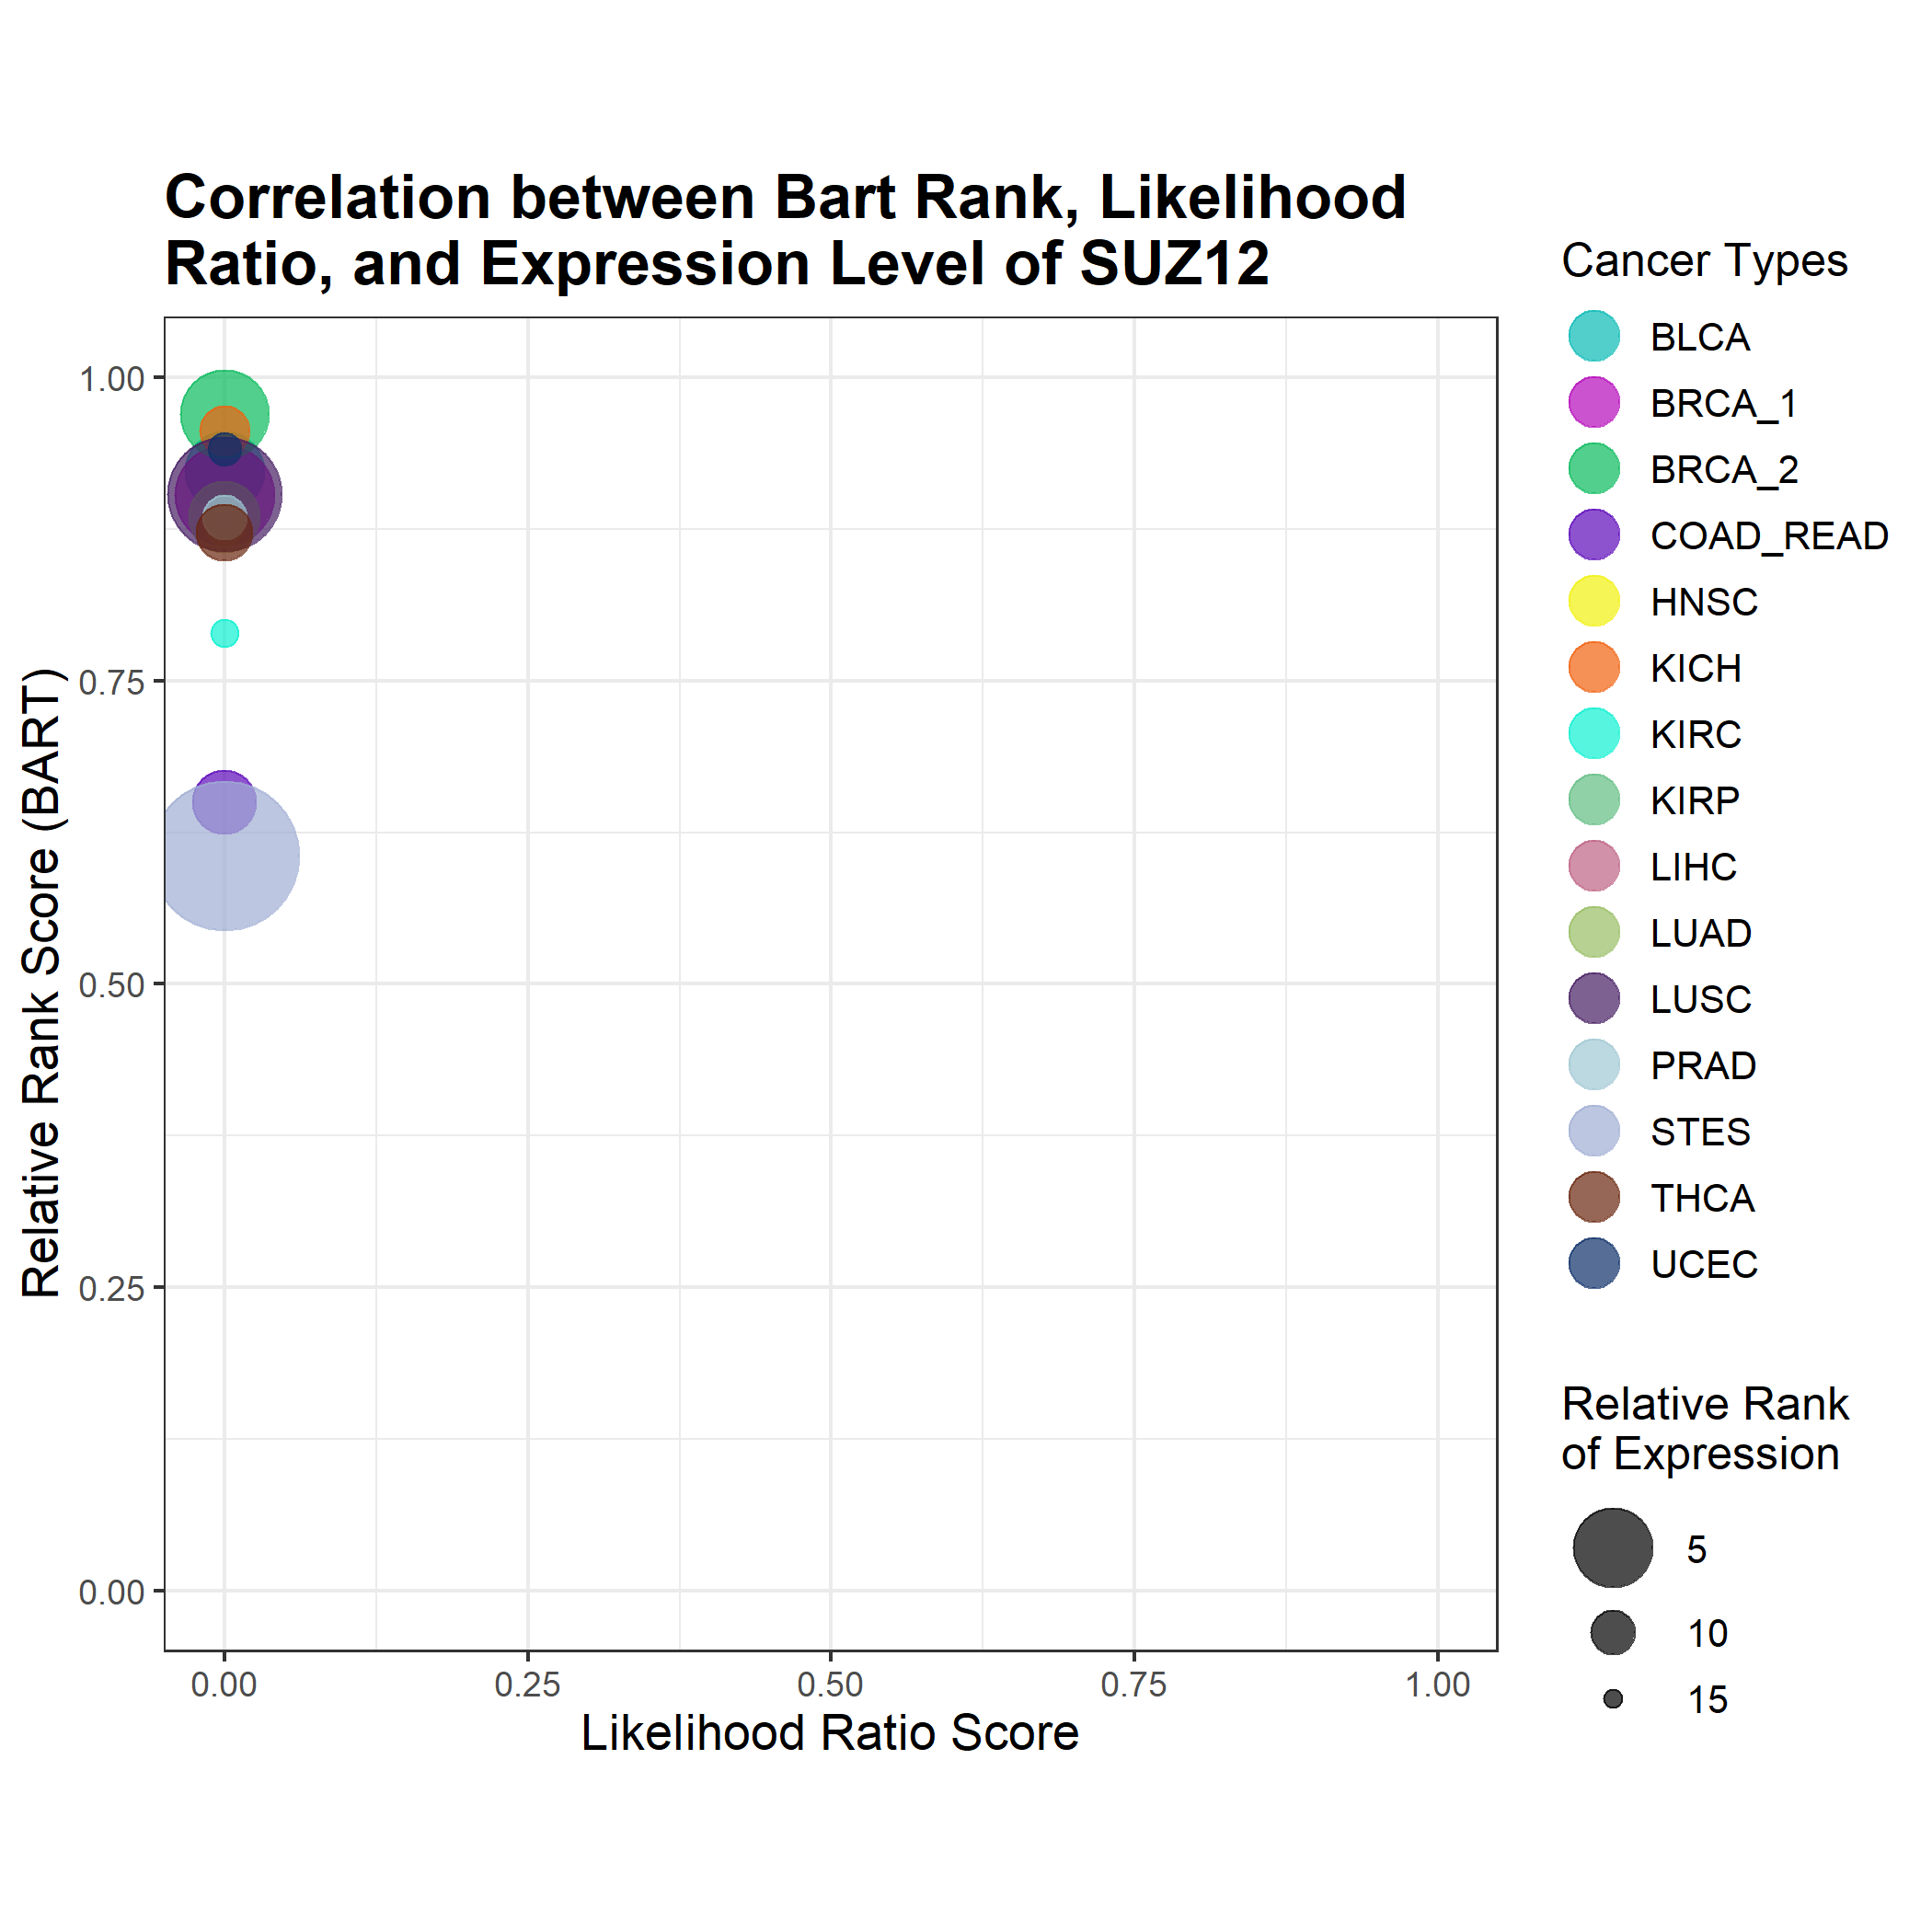 Correlation between Bart Rank, Likelihood
Ratio, and Expression Level of SUZ12
Relative Rank Score (BART)
1.00
0.75
0.50
0.25
0.00
0.00 0.25 0.50 0.75 1.00
Likelihood Ratio Score
Cancer Types
BLCA
BRCA_1
BRCA_2
COAD_READ
HNSC
KICH
KIRC
KIRP
LIHC
LUAD
LUSC
PRAD
STES
THCA
UCEC
Relative Rank
of Expression
5
10
15